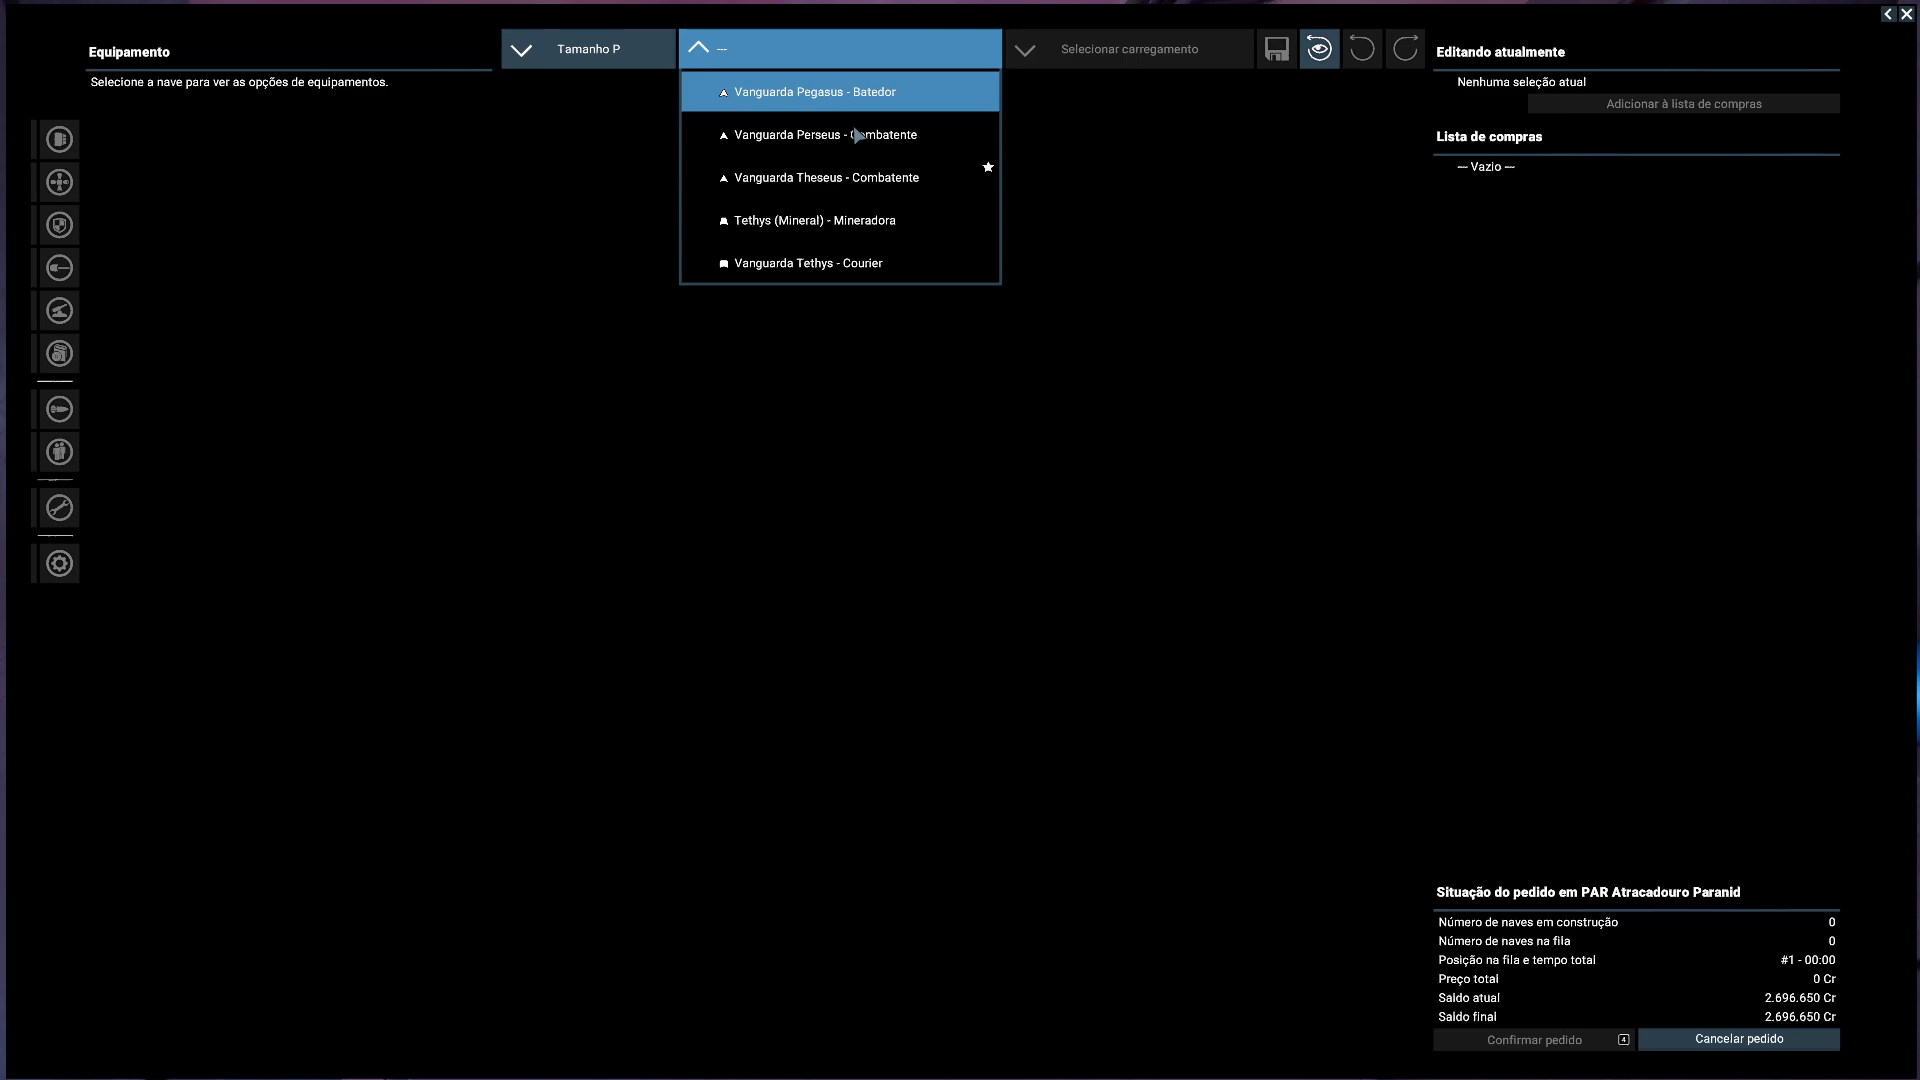 Equipamento
Selecione a nave para ver as opções de equipamentos.
Tamanho P
---
Selecionar carregamento
Vanguarda Pegasus - Batedor
Vanguarda Perseus - Combatente
Vanguarda Theseus - Combatente
Tethys (Mineral) - Mineradora
Vanguarda Tethys - Courier
Editando atualmente
Nenhuma seleção atual
Adicionar à lista de compras
Lista de compras
--- Vazio ---
Situação do pedido em PAR Atracadouro Paranid
Número de naves em construção 0
Número de naves na fila 0
Posição na fila e tempo total #1 - 00:00
Preço total 0 Cr
Saldo atual 2.696.650 Cr
Saldo final 2.696.650 Cr
Confirmar pedido 4
Cancelar pedido